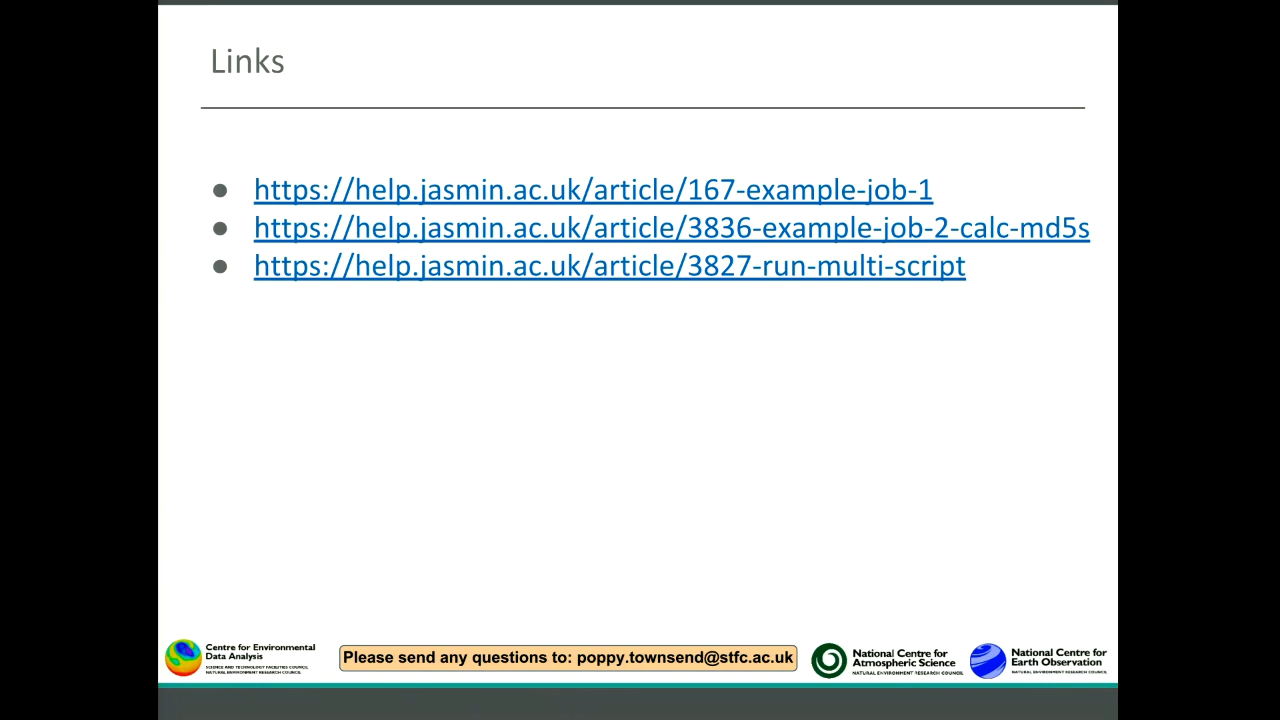 Links
https://help.jasmin.ac.uk/article/167-example-job-1
https://help.jasmin.ac.uk/article/3836-example-job-2-calc-md5s
https://help.jasmin.ac.uk/article/3827-run-multi-script
Centre for Environmental
Data Analysis
SCIENCE AND TECHNOLOGY FACILITIES COUNCIL
NATURAL ENVIRONMENT RESEARCH COUNCIL
Please send any questions to: poppy.townsend@stfc.ac.uk
National Centre for
Atmospheric Science
NATURAL ENVIRONMENT RESEARCH COUNCIL
National Centre for
Earth Observation
NATURAL ENVIRONMENT RESEARCH COUNCIL